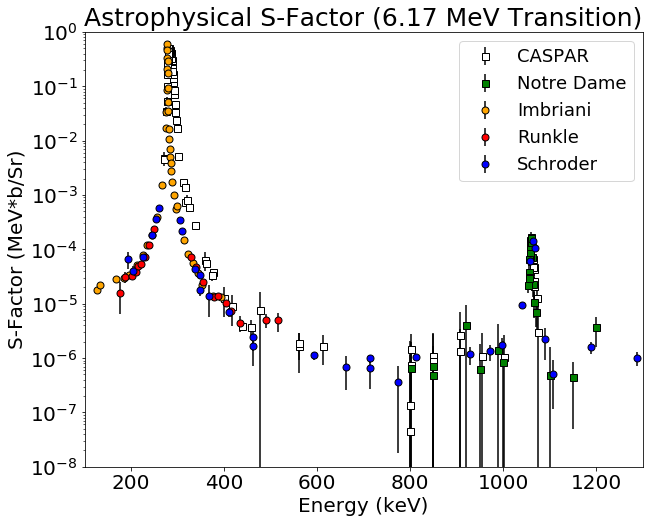 Astrophysical S-Factor (6.17 MeV Transition)
10⁰
10⁻¹
10⁻²
10⁻³
10⁻⁴
10⁻⁵
10⁻⁶
10⁻⁷
10⁻⁸
S-Factor (MeV*b/Sr)
CASPAR
Notre Dame
Imbriani
Runkle
Schroder
200 400 600 800 1000 1200
Energy (keV)